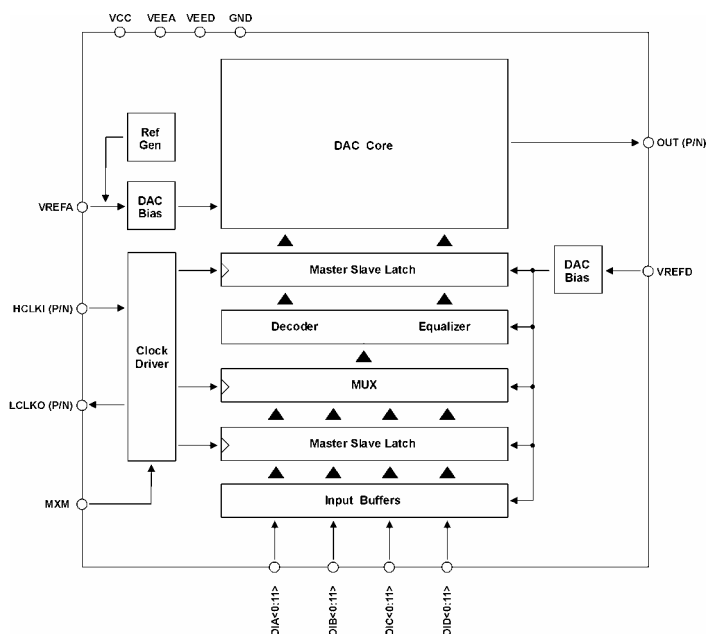 VCC VEEA VEED GND
Ref
Gen
DAC Core
OUT (P/N)
VREFA
DAC
Bias
Master Slave Latch
DAC
Bias
VREFD
HCLKI (P/N)
Decoder Equalizer
Clock
Driver
MUX
LCLKO (P/N)
Master Slave Latch
MXM
Input Buffers
DIA<0:11>
DIB<0:11>
DIC<0:11>
DID<0:11>